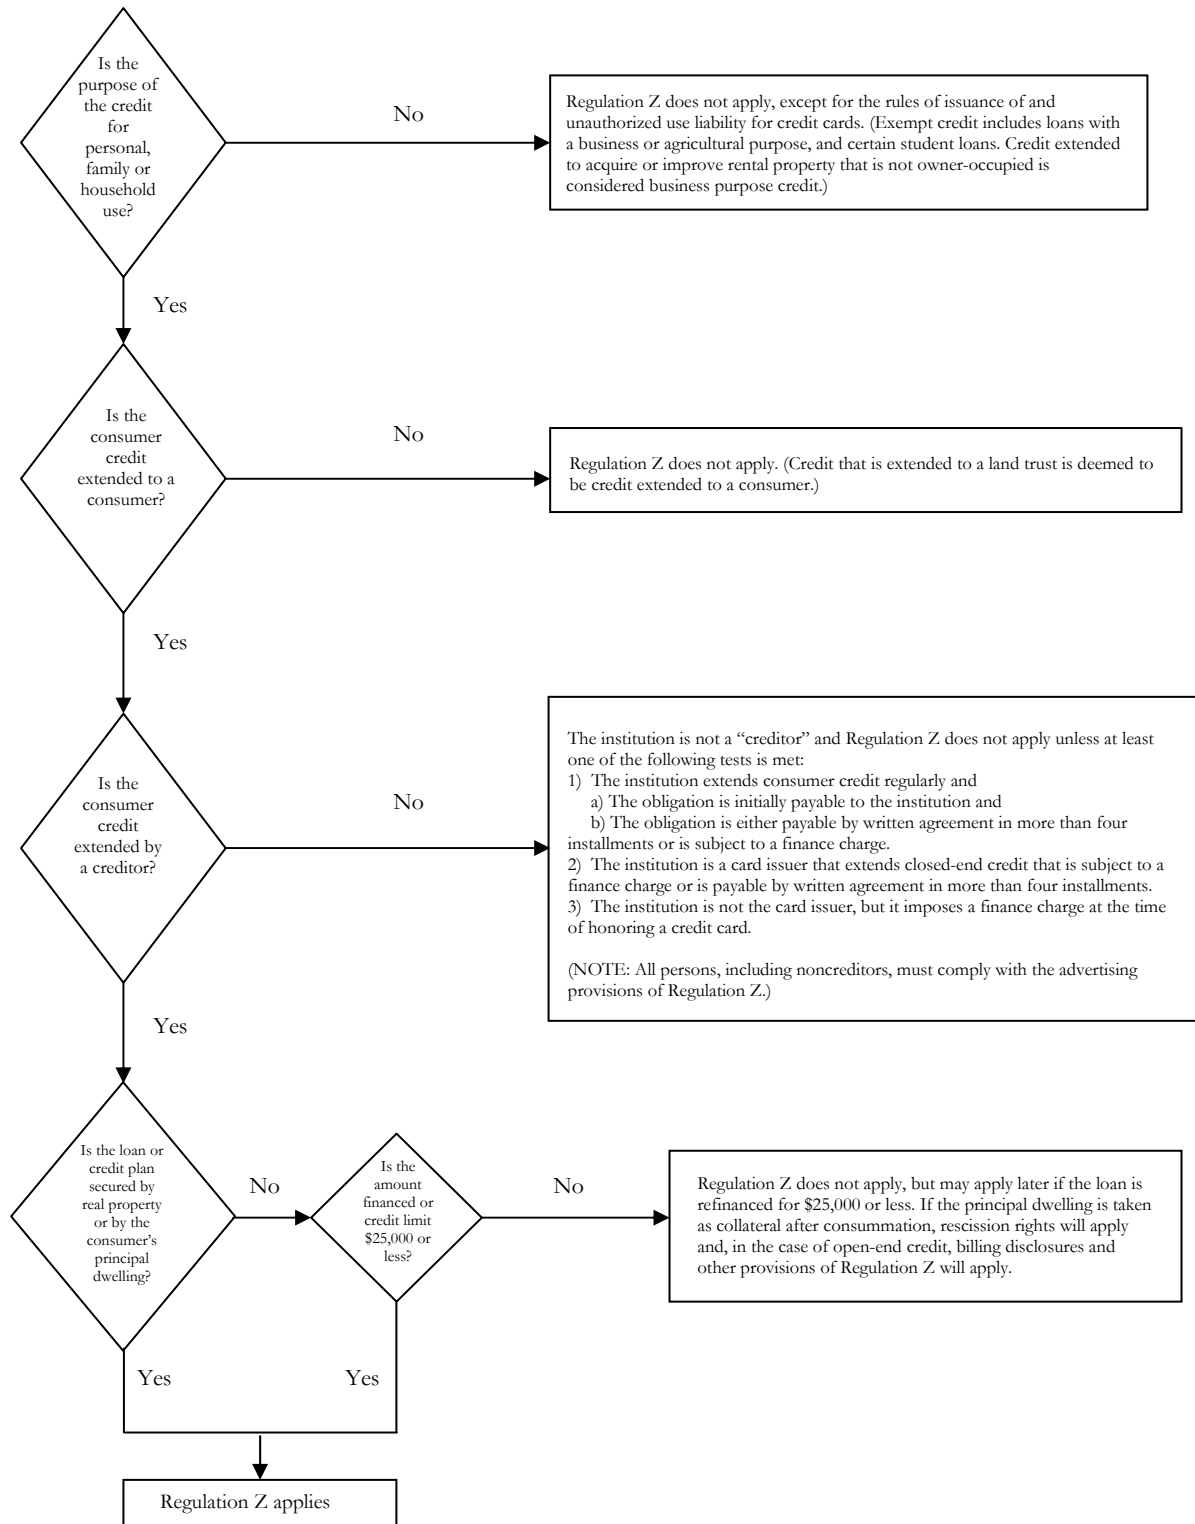 Is the
purpose of
the credit
for
personal,
family or
household
use?
No
Regulation Z does not apply, except for the rules of issuance of and
unauthorized use liability for credit cards. (Exempt credit includes loans with
a business or agricultural purpose, and certain student loans. Credit extended
to acquire or improve rental property that is not owner-occupied is
considered business purpose credit.)
Yes
Is the
consumer
credit
extended to a
consumer?
No
Regulation Z does not apply. (Credit that is extended to a land trust is deemed to
be credit extended to a consumer.)
Yes
Is the
consumer
credit
extended by
a creditor?
No
The institution is not a “creditor” and Regulation Z does not apply unless at least
one of the following tests is met:
1) The institution extends consumer credit regularly and
a) The obligation is initially payable to the institution and
b) The obligation is either payable by written agreement in more than four
installments or is subject to a finance charge.
2) The institution is a card issuer that extends closed-end credit that is subject to a
finance charge or is payable by written agreement in more than four installments.
3) The institution is not the card issuer, but it imposes a finance charge at the time
of honoring a credit card.
(NOTE: All persons, including noncreditors, must comply with the advertising
provisions of Regulation Z.)
Yes
Is the loan or
credit plan
secured by
real property
or by the
consumer’s
principal
dwelling?
No
Is the
amount
financed or
credit limit
$25,000 or
less?
No
Regulation Z does not apply, but may apply later if the loan is
refinanced for $25,000 or less. If the principal dwelling is taken
as collateral after consummation, rescission rights will apply
and, in the case of open-end credit, billing disclosures and
other provisions of Regulation Z will apply.
Yes
Yes
Regulation Z applies